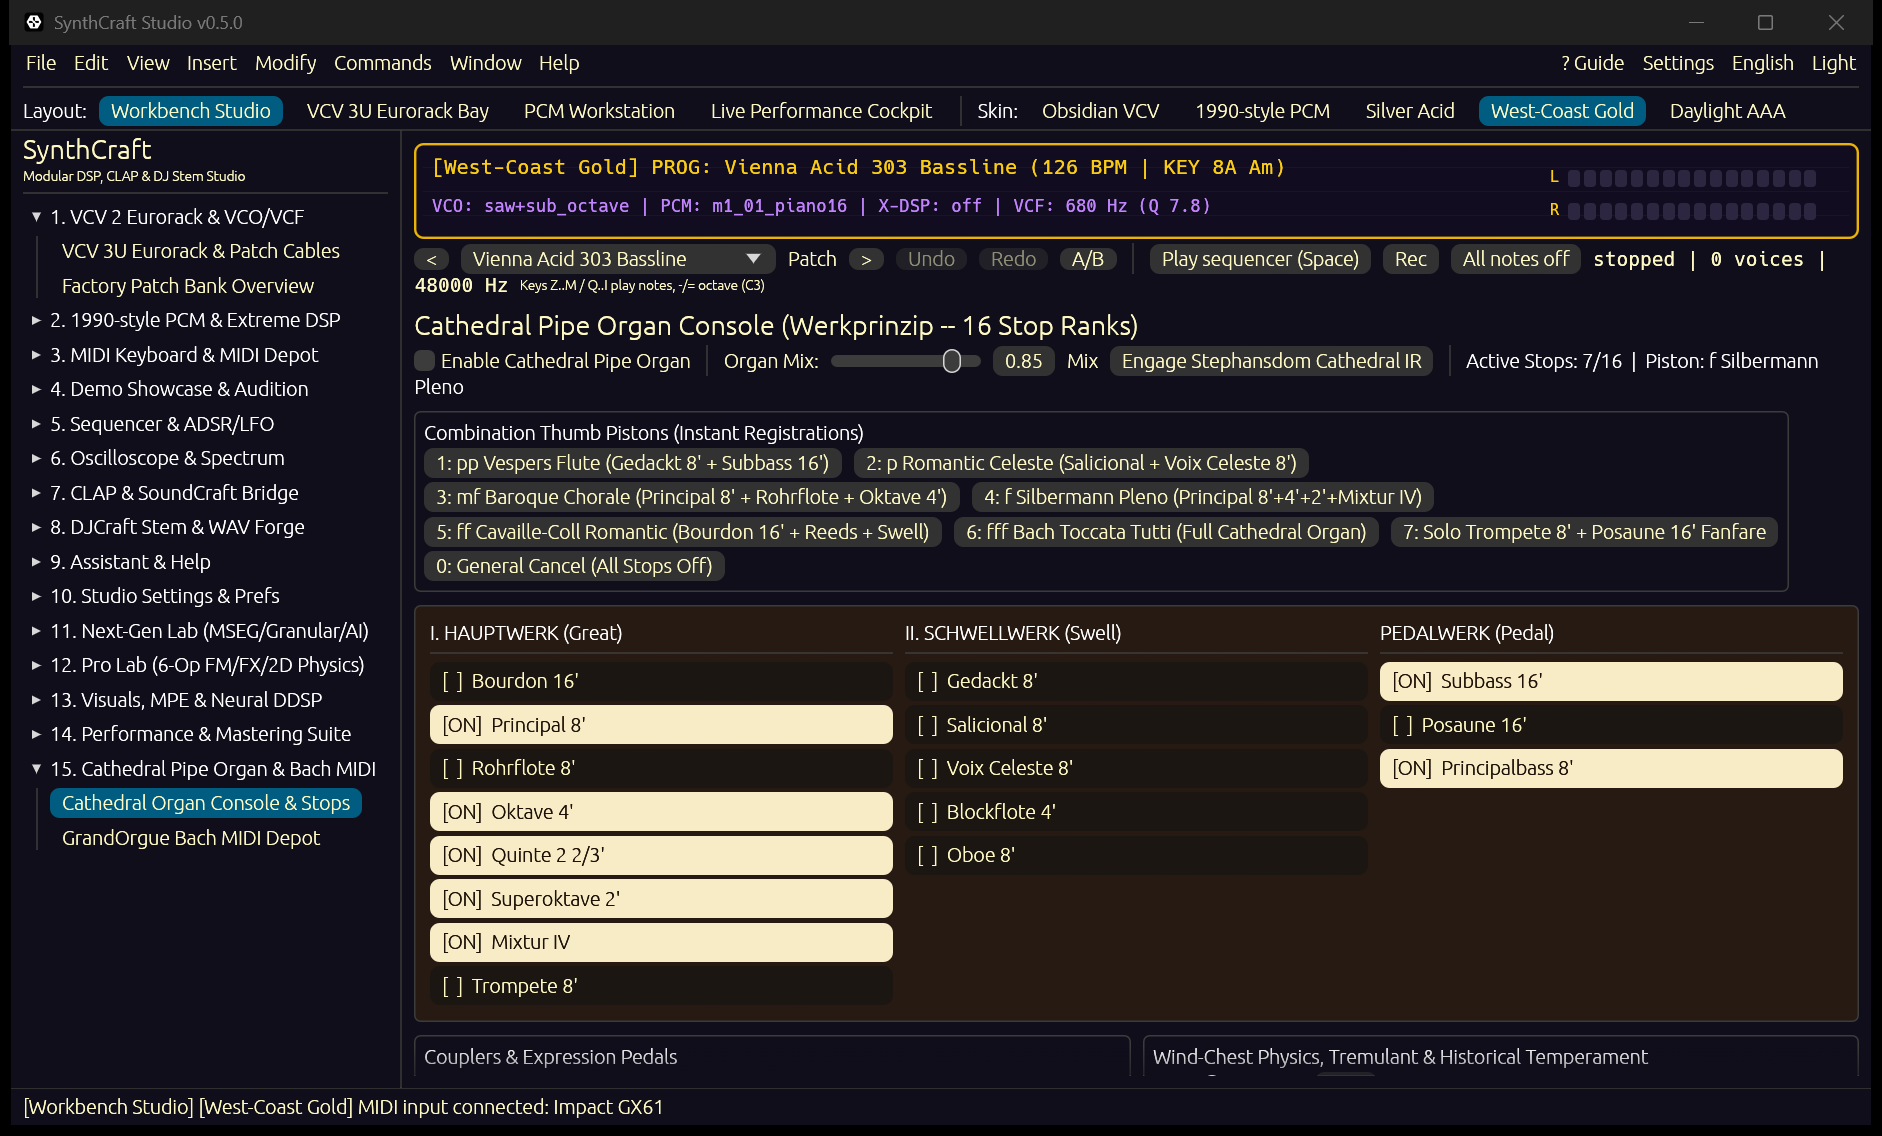 SynthCraft Studio v0.5.0
File Edit View Insert Modify Commands Window Help ? Guide Settings English Light
Layout: Workbench Studio VCV 3U Eurorack Bay PCM Workstation Live Performance Cockpit Skin: Obsidian VCV 1990-style PCM Silver Acid West-Coast Gold Daylight AAA
SynthCraft
Modular DSP, CLAP & DJ Stem Studio
1. VCV 2 Eurorack & VCO/VCF
VCV 3U Eurorack & Patch Cables
Factory Patch Bank Overview
2. 1990-style PCM & Extreme DSP
3. MIDI Keyboard & MIDI Depot
4. Demo Showcase & Audition
5. Sequencer & ADSR/LFO
6. Oscilloscope & Spectrum
7. CLAP & SoundCraft Bridge
8. DJCraft Stem & WAV Forge
9. Assistant & Help
10. Studio Settings & Prefs
11. Next-Gen Lab (MSEG/Granular/AI)
12. Pro Lab (6-Op FM/FX/2D Physics)
13. Visuals, MPE & Neural DDSP
14. Performance & Mastering Suite
15. Cathedral Pipe Organ & Bach MIDI
Cathedral Organ Console & Stops
GrandOrgue Bach MIDI Depot
[West-Coast Gold] PROG: Vienna Acid 303 Bassline (126 BPM | KEY 8A Am)
VCO: saw+sub_octave | PCM: m1_01_piano16 | X-DSP: off | VCF: 680 Hz (Q 7.8)
L
R
< Vienna Acid 303 Bassline Patch > Undo Redo A/B Play sequencer (Space) Rec All notes off stopped | 0 voices |
48000 Hz Keys Z..M / Q..I play notes, -/= octave (C3)
Cathedral Pipe Organ Console (Werkprinzip -- 16 Stop Ranks)
Enable Cathedral Pipe Organ Organ Mix: 0.85 Mix Engage Stephansdom Cathedral IR Active Stops: 7/16 | Piston: f Silbermann
Pleno
Combination Thumb Pistons (Instant Registrations)
1: pp Vespers Flute (Gedackt 8' + Subbass 16') 2: p Romantic Celeste (Salicional + Voix Celeste 8')
3: mf Baroque Chorale (Principal 8' + Rohrflote + Oktave 4') 4: f Silbermann Pleno (Principal 8'+4'+2'+Mixtur IV)
5: ff Cavaille-Coll Romantic (Bourdon 16' + Reeds + Swell) 6: fff Bach Toccata Tutti (Full Cathedral Organ) 7: Solo Trompete 8' + Posaune 16' Fanfare
0: General Cancel (All Stops Off)
I. HAUPTWERK (Great)
[ ] Bourdon 16'
[ON] Principal 8'
[ ] Rohrflote 8'
[ON] Oktave 4'
[ON] Quinte 2 2/3'
[ON] Superoktave 2'
[ON] Mixtur IV
[ ] Trompete 8'
II. SCHWELLWERK (Swell)
[ ] Gedackt 8'
[ ] Salicional 8'
[ ] Voix Celeste 8'
[ ] Blockflote 4'
[ ] Oboe 8'
PEDALWERK (Pedal)
[ON] Subbass 16'
[ ] Posaune 16'
[ON] Principalbass 8'
Couplers & Expression Pedals
Wind-Chest Physics, Tremulant & Historical Temperament
[Workbench Studio] [West-Coast Gold] MIDI input connected: Impact GX61